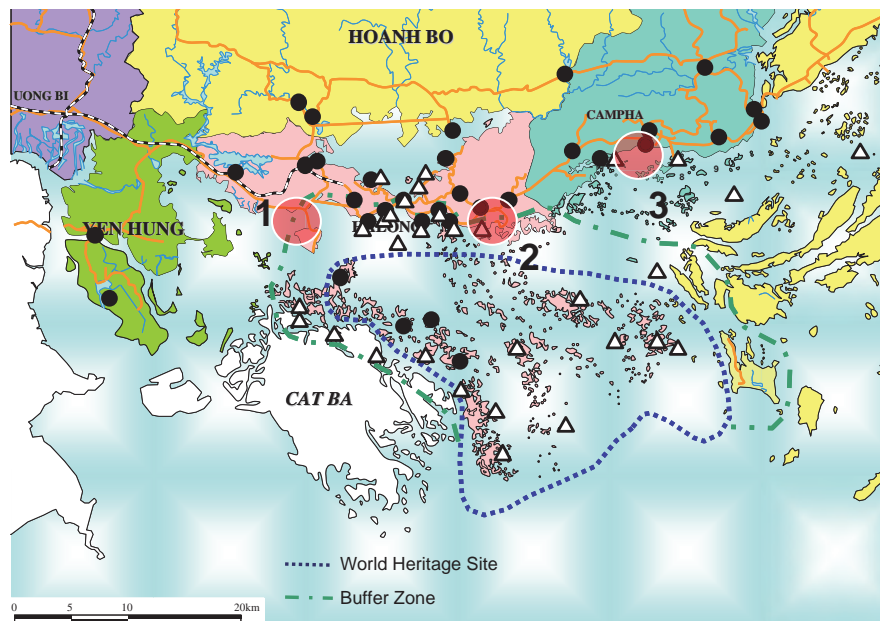 HOANH BO
UONG BI
CAMPHA
1
3
YEN HUNG
2
CAT BA
World Heritage Site
Buffer Zone
0 5 10 20km